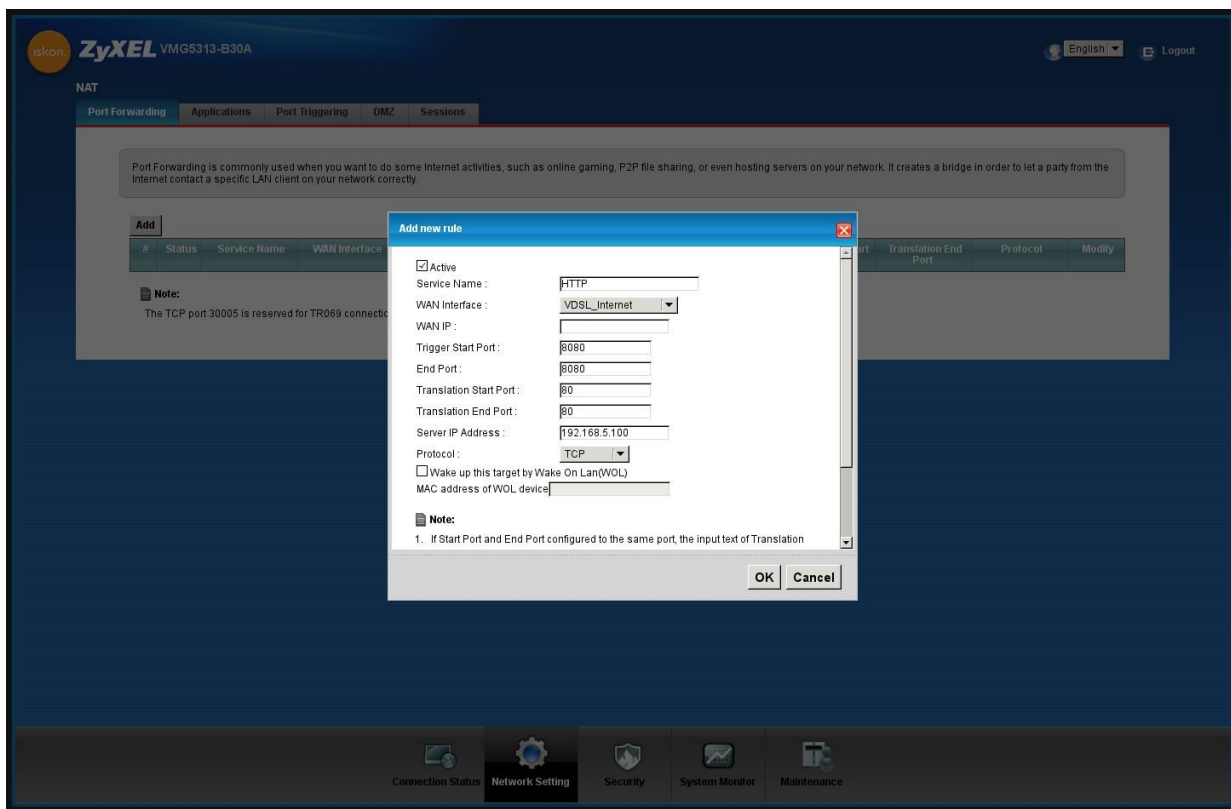 iskon.
ZyXEL VMG5313-B30A
English
Logout
NAT
Port Forwarding Applications Port Triggering DMZ Sessions
Port Forwarding is commonly used when you want to do some Internet activities, such as online gaming, P2P file sharing, or even hosting servers on your network. It creates a bridge in order to let a party from the
Internet contact a specific LAN client on your network correctly.
Add
# Status Service Name WAN Interface Translation End Port Protocol Modify
Note:
The TCP port 30005 is reserved for TR069 connectio
Add new rule
Active
Service Name : HTTP
WAN Interface : VDSL_Internet
WAN IP :
Trigger Start Port : 8080
End Port : 8080
Translation Start Port : 80
Translation End Port : 80
Server IP Address : 192.168.5.100
Protocol : TCP
Wake up this target by Wake On Lan(WOL)
MAC address of WOL device
Note:
1. If Start Port and End Port configured to the same port, the input text of Translation
OK Cancel
Connection Status Network Setting Security System Monitor Maintenance